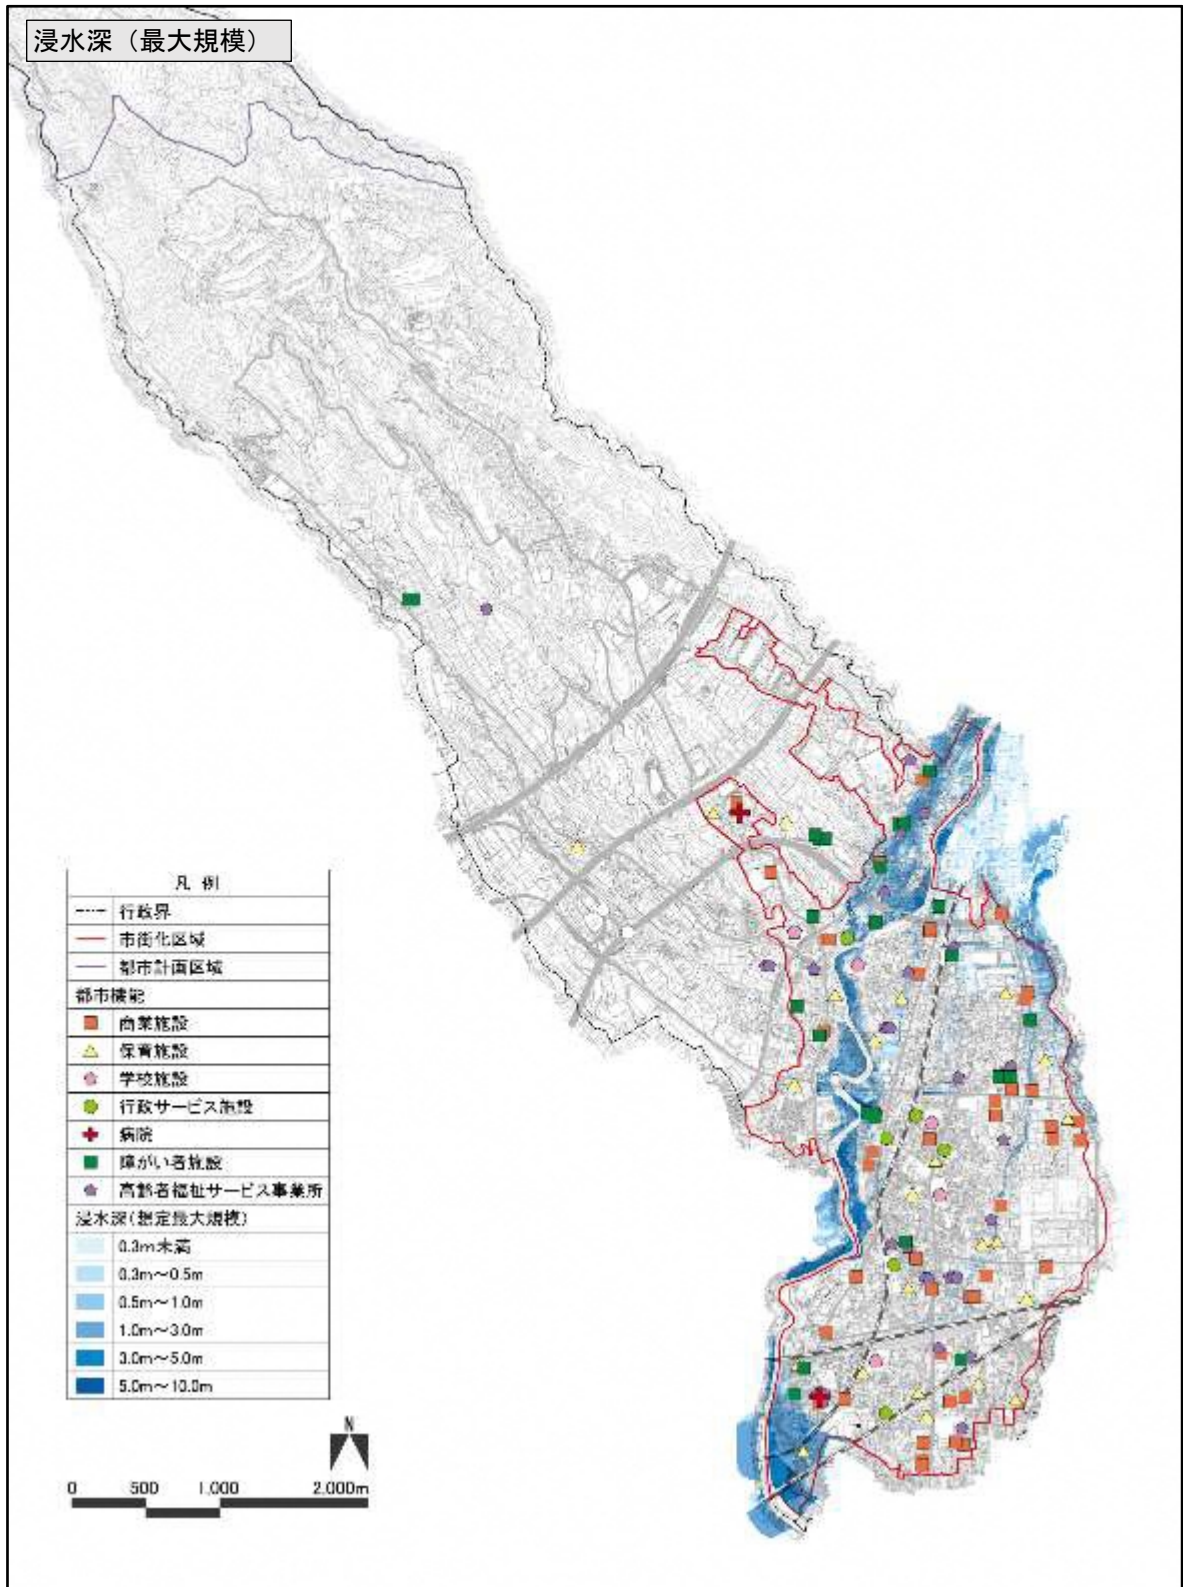 浸水深（最大規模）
凡 例
行政界
市街化区域
都市計画区域
都市機能
商業施設
保育施設
学校施設
行政サービス施設
病院
障がい者施設
高齢者福祉サービス事業所
浸水深(想定最大規模)
0.3m未満
0.3m～0.5m
0.5m～1.0m
1.0m～3.0m
3.0m～5.0m
5.0m～10.0m
N
0 500 1,000 2,000m